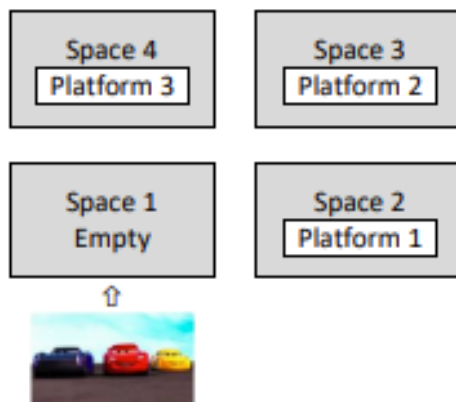 Space 4
Platform 3
Space 3
Platform 2
Space 1
Empty
Space 2
Platform 1